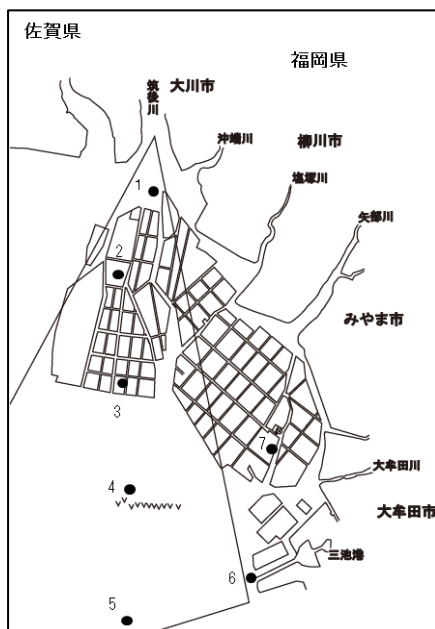 佐賀県
福岡県
筑後川
大川市
沖端川
柳川市
塩塚川
矢部川
みやま市
大牟田川
大牟田市
三池港
1
2
3
4
5
6
7